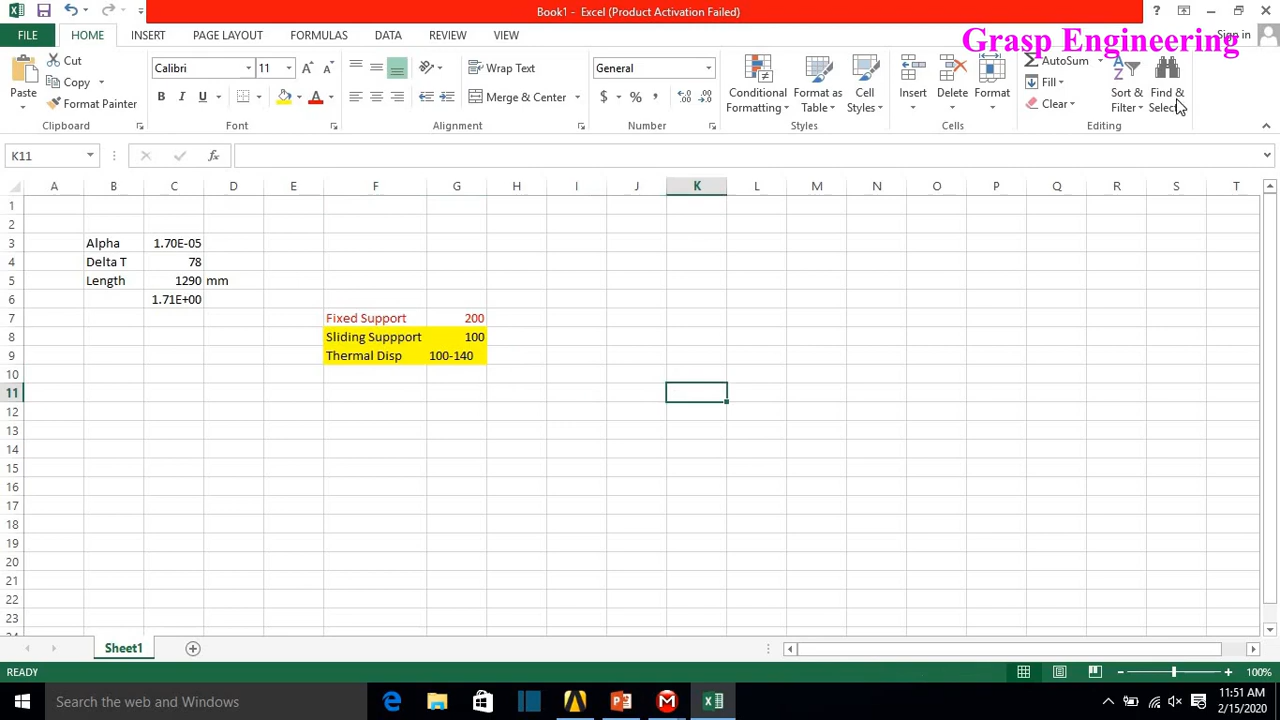 Book1 - Excel (Product Activation Failed)
?
FILE
HOME
INSERT
PAGE LAYOUT
FORMULAS
DATA
REVIEW
VIEW
Sign in
Grasp Engineering
Paste
Cut
Copy
Format Painter
Clipboard
Calibri
11
B I U
Font
Wrap Text
Merge & Center
Alignment
General
$ % ,
Number
Conditional
Formatting
Format as
Table
Cell
Styles
Styles
Insert
Delete
Format
Cells
AutoSum
Fill
Clear
Sort &
Filter
Find &
Select
Editing
K11
fx
A B C D E F G H I J K L M N O P Q R S T
1
2
3 Alpha 1.70E-05
4 Delta T 78
5 Length 1290 mm
6 1.71E+00
7 Fixed Support 200
8 Sliding Suppport 100
9 Thermal Disp 100-140
10
11
12
13
14
15
16
17
18
19
20
21
22
23
Sheet1
READY
100%
Search the web and Windows
11:51 AM
2/15/2020